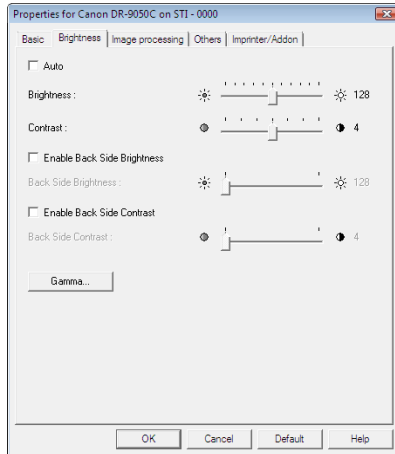 Properties for Canon DR-9050C on STI - 0000
Basic Brightness Image processing Others Imprinter/Addon
Auto
Brightness : 128
Contrast : 4
Enable Back Side Brightness
Back Side Brightness : 128
Enable Back Side Contrast
Back Side Contrast : 4
Gamma...
OK Cancel Default Help